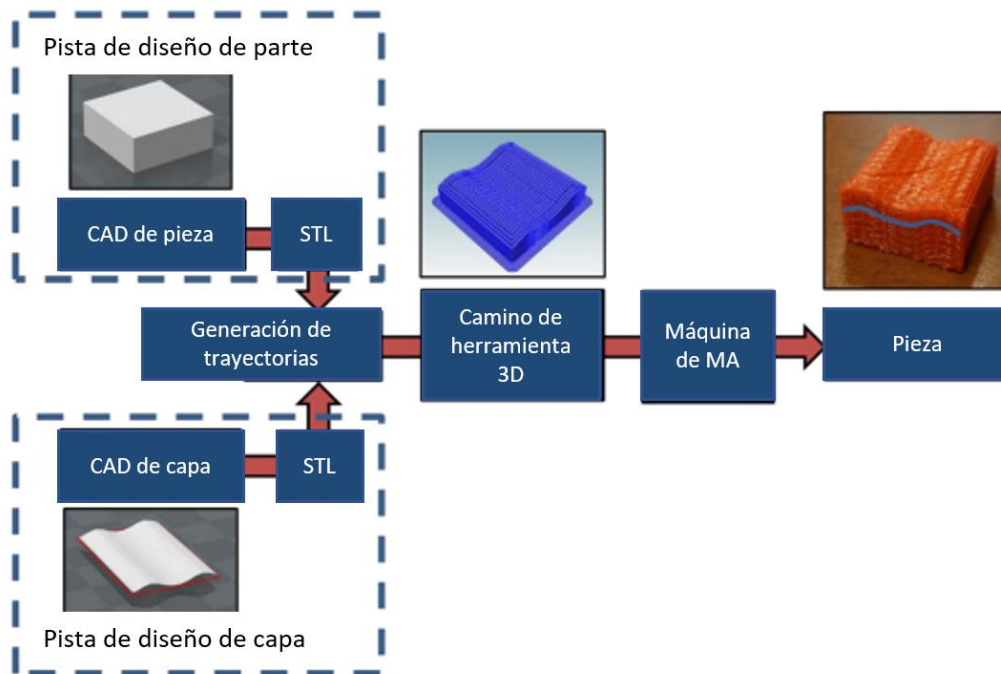 Pista de diseño de parte
CAD de pieza
STL
Generación de
trayectorias
Camino de
herramienta
3D
Máquina
de MA
Pieza
CAD de capa
STL
Pista de diseño de capa